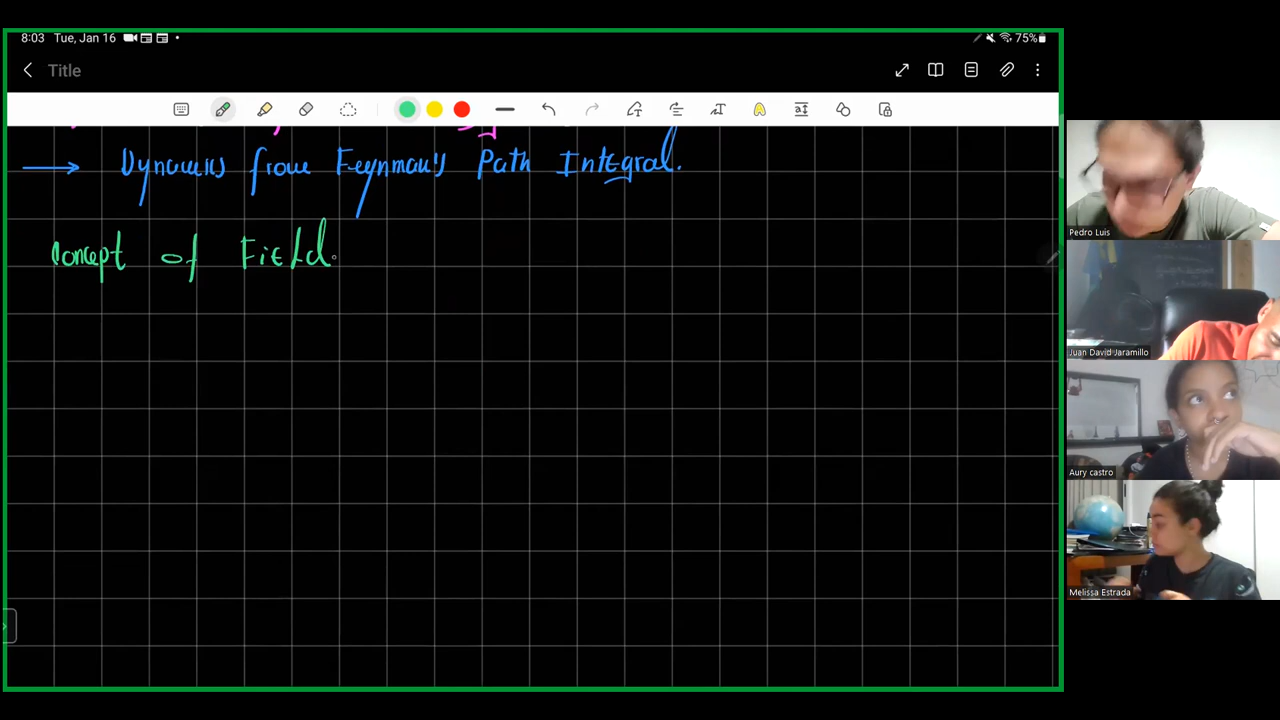 8:03 Tue, Jan 16
75%
Title
→ Dynamics from Feynman's Path Integral.
Concept of Field.
Pedro Luis
Juan David Jaramillo
Aury castro
Melissa Estrada